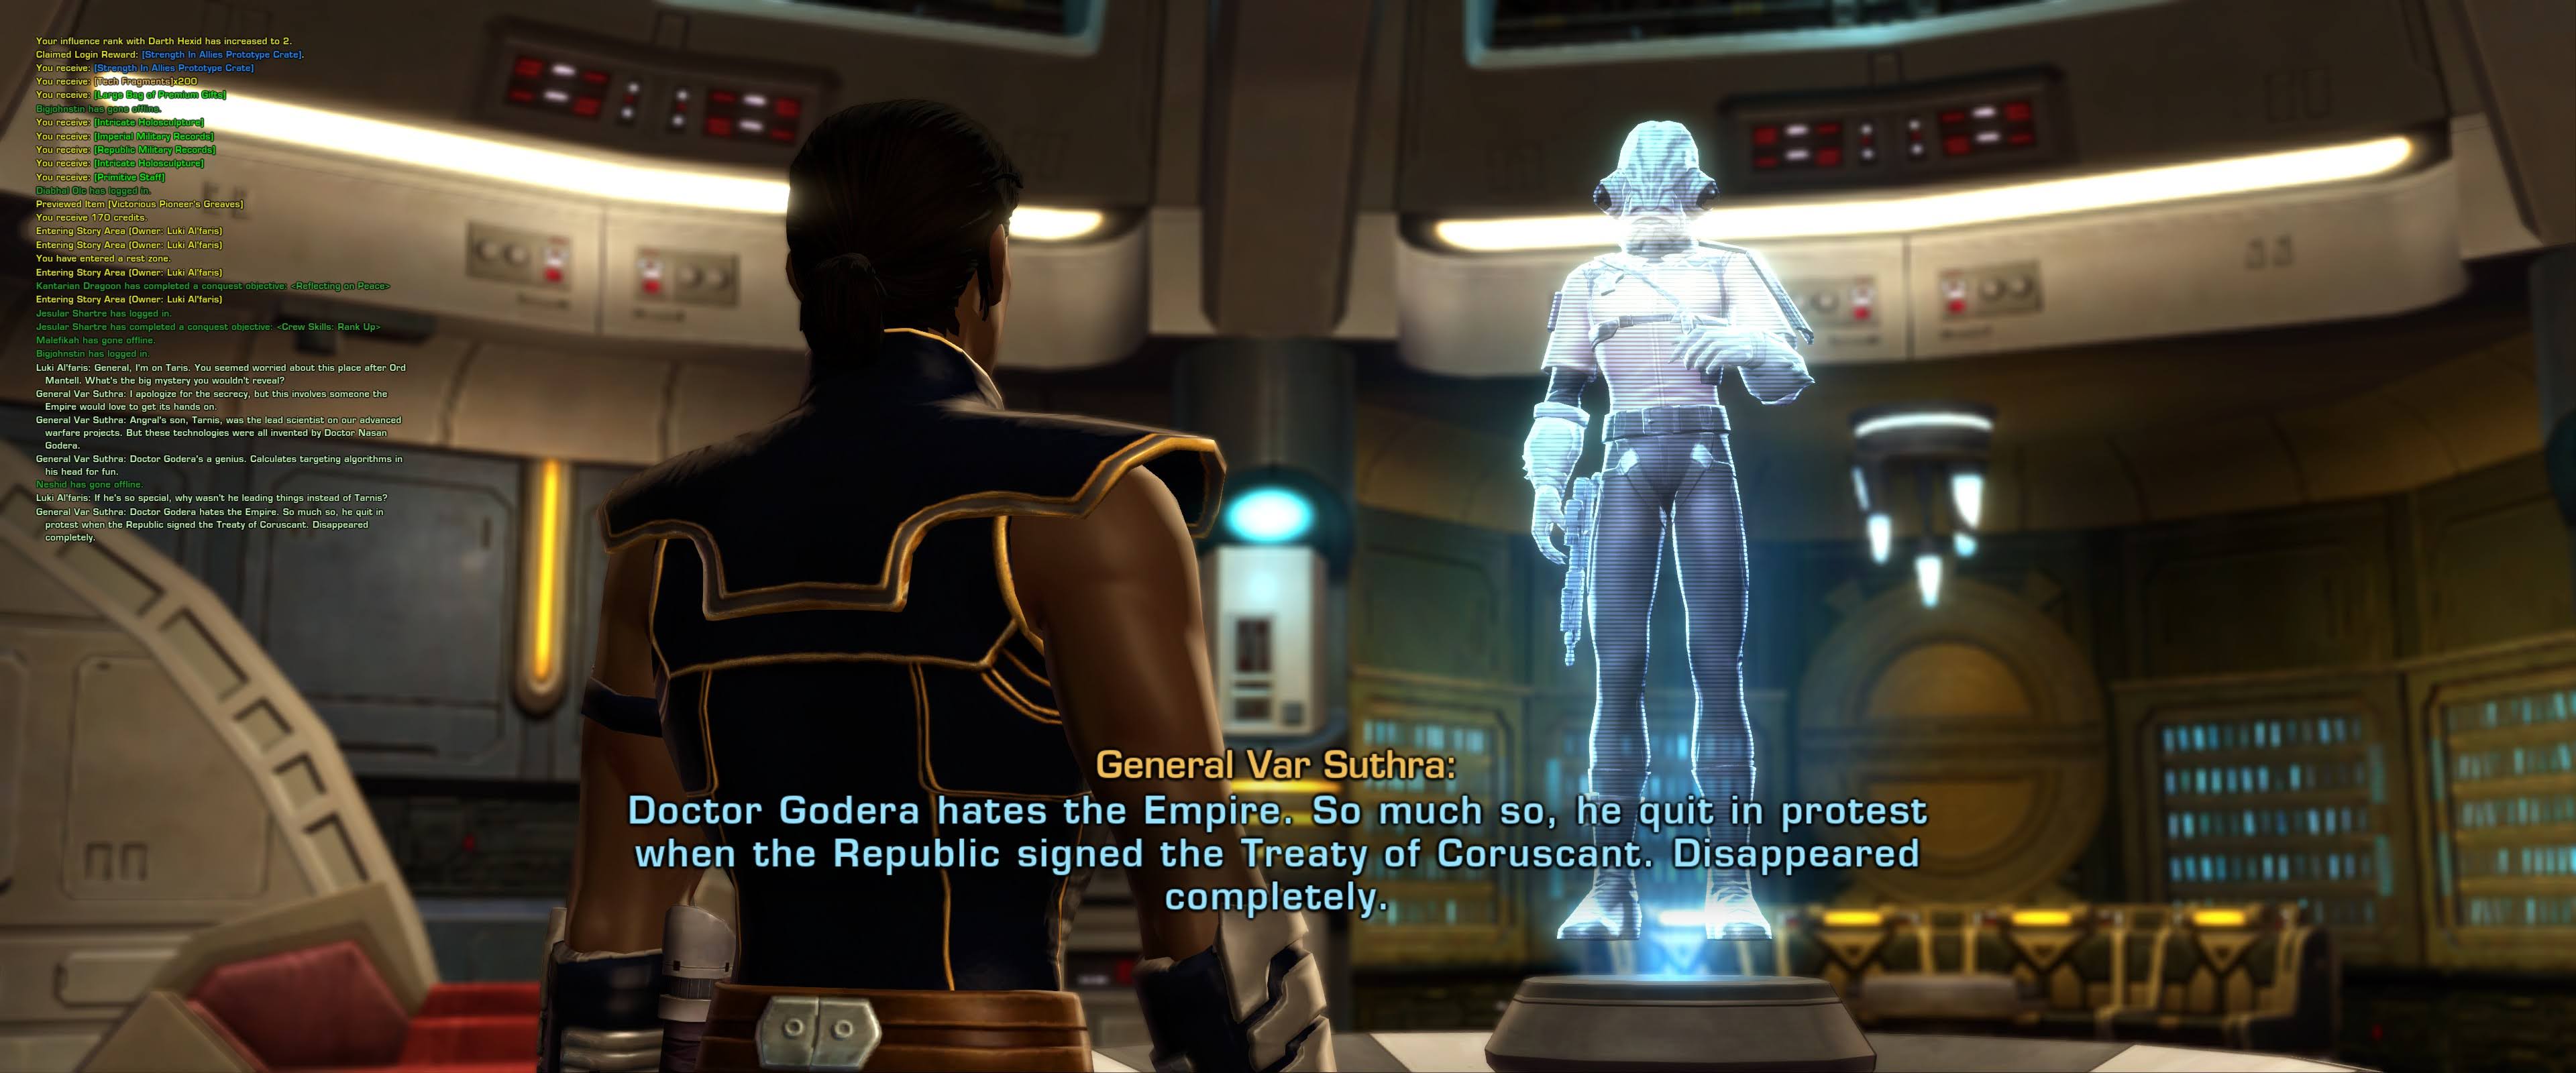 Your influence rank with Darth Hexid has increased to 2.
Claimed Login Reward: [Strength In Allies Prototype Crate].
You receive: [Strength In Allies Prototype Crate]
You receive: [Tech Fragments]x200
You receive: [Large Bag of Premium Gifts]
Bigjohnstin has gone offline.
You receive: [Intricate Holosculpture]
You receive: [Imperial Military Records]
You receive: [Republic Military Records]
You receive: [Intricate Holosculpture]
You receive: [Primitive Staff]
Diabhal Olc has logged in.
Previewed Item [Victorious Pioneer's Greaves]
You receive 170 credits.
Entering Story Area (Owner: Luki Al'faris)
Entering Story Area (Owner: Luki Al'faris)
You have entered a rest zone.
Entering Story Area (Owner: Luki Al'faris)
Kantarian Dragoon has completed a conquest objective: <Reflecting on Peace>
Entering Story Area (Owner: Luki Al'faris)
Jesular Shartre has logged in.
Jesular Shartre has completed a conquest objective: <Crew Skills: Rank Up>
Malefikah has gone offline.
Bigjohnstin has logged in.
Luki Al'faris: General, I'm on Taris. You seemed worried about this place after Ord
Mantell. What's the big mystery you wouldn't reveal?
General Var Suthra: I apologize for the secrecy, but this involves someone the
Empire would love to get its hands on.
General Var Suthra: Angral's son, Tarnis, was the lead scientist on our advanced
warfare projects. But these technologies were all invented by Doctor Nasan
Godera.
General Var Suthra: Doctor Godera's a genius. Calculates targeting algorithms in
his head for fun.
Neshid has gone offline.
Luki Al'faris: If he's so special, why wasn't he leading things instead of Tarnis?
General Var Suthra: Doctor Godera hates the Empire. So much so, he quit in
protest when the Republic signed the Treaty of Coruscant. Disappeared
completely.
General Var Suthra:
Doctor Godera hates the Empire. So much so, he quit in protest
when the Republic signed the Treaty of Coruscant. Disappeared
completely.